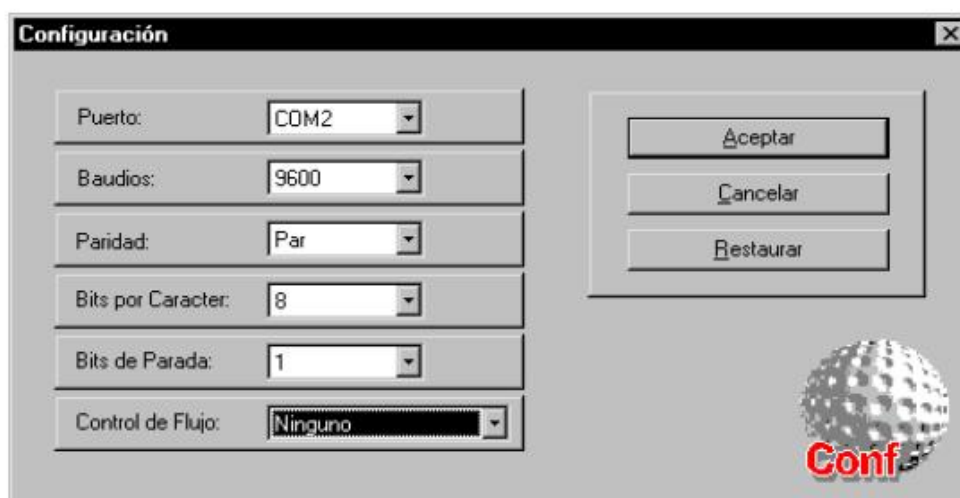 Configuración
Puerto: COM2
Baudios: 9600
Paridad: Par
Bits por Caracter: 8
Bits de Parada: 1
Control de Flujo: Ninguno
Aceptar
Cancelar
Restaurar
Conf